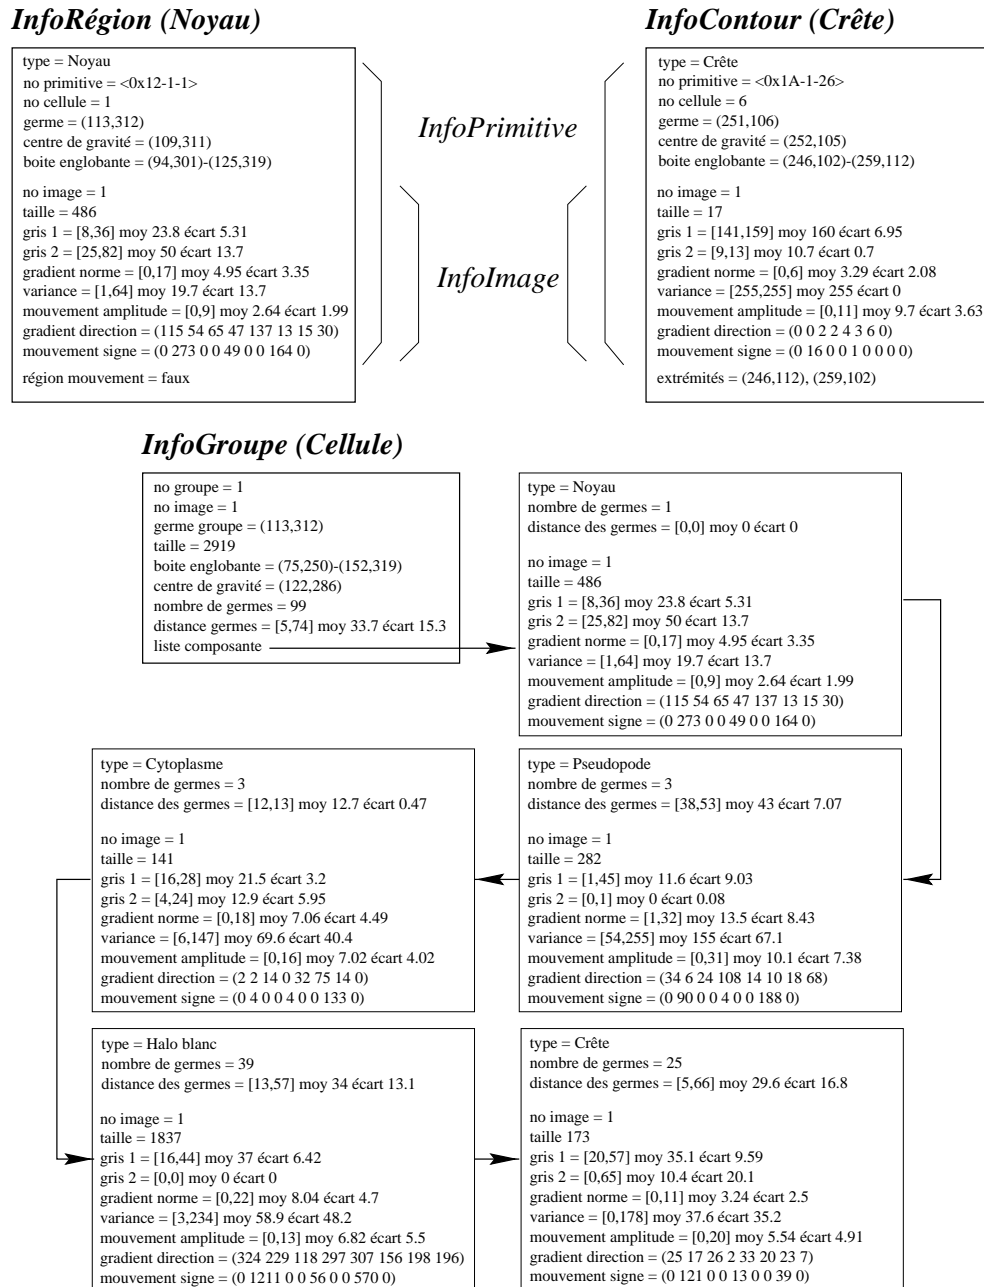 InfoRégion (Noyau)
type = Noyau
no primitive = <0x12-1-1>
no cellule = 1
germe = (113,312)
centre de gravité = (109,311)
boite englobante = (94,301)-(125,319)
no image = 1
taille = 486
gris 1 = [8,36] moy 23.8 écart 5.31
gris 2 = [25,82] moy 50 écart 13.7
gradient norme = [0,17] moy 4.95 écart 3.35
variance = [1,64] moy 19.7 écart 13.7
mouvement amplitude = [0,9] moy 2.64 écart 1.99
gradient direction = (115 54 65 47 137 13 15 30)
mouvement signe = (0 273 0 0 49 0 0 164 0)
région mouvement = faux
InfoPrimitive
InfoImage
InfoContour (Crête)
type = Crête
no primitive = <0x1A-1-26>
no cellule = 6
germe = (251,106)
centre de gravité = (252,105)
boite englobante = (246,102)-(259,112)
no image = 1
taille = 17
gris 1 = [141,159] moy 160 écart 6.95
gris 2 = [9,13] moy 10.7 écart 0.7
gradient norme = [0,6] moy 3.29 écart 2.08
variance = [255,255] moy 255 écart 0
mouvement amplitude = [0,11] moy 9.7 écart 3.63
gradient direction = (0 0 2 2 4 3 6 0)
mouvement signe = (0 16 0 0 1 0 0 0 0)
extrémités = (246,112), (259,102)
InfoGroupe (Cellule)
no groupe = 1
no image = 1
germe groupe = (113,312)
taille = 2919
boite englobante = (75,250)-(152,319)
centre de gravité = (122,286)
nombre de germes = 99
distance germes = [5,74] moy 33.7 écart 15.3
liste composante
type = Noyau
nombre de germes = 1
distance des germes = [0,0] moy 0 écart 0
no image = 1
taille = 486
gris 1 = [8,36] moy 23.8 écart 5.31
gris 2 = [25,82] moy 50 écart 13.7
gradient norme = [0,17] moy 4.95 écart 3.35
variance = [1,64] moy 19.7 écart 13.7
mouvement amplitude = [0,9] moy 2.64 écart 1.99
gradient direction = (115 54 65 47 137 13 15 30)
mouvement signe = (0 273 0 0 49 0 0 164 0)
type = Cytoplasme
nombre de germes = 3
distance des germes = [12,13] moy 12.7 écart 0.47
no image = 1
taille = 141
gris 1 = [16,28] moy 21.5 écart 3.2
gris 2 = [4,24] moy 12.9 écart 5.95
gradient norme = [0,18] moy 7.06 écart 4.49
variance = [6,147] moy 69.6 écart 40.4
mouvement amplitude = [0,16] moy 7.02 écart 4.02
gradient direction = (2 2 14 0 32 75 14 0)
mouvement signe = (0 4 0 0 4 0 0 133 0)
type = Pseudopode
nombre de germes = 3
distance des germes = [38,53] moy 43 écart 7.07
no image = 1
taille = 282
gris 1 = [1,45] moy 11.6 écart 9.03
gris 2 = [0,1] moy 0 écart 0.08
gradient norme = [1,32] moy 13.5 écart 8.43
variance = [54,255] moy 155 écart 67.1
mouvement amplitude = [0,31] moy 10.1 écart 7.38
gradient direction = (34 6 24 108 14 10 18 68)
mouvement signe = (0 90 0 0 4 0 0 188 0)
type = Halo blanc
nombre de germes = 39
distance des germes = [13,57] moy 34 écart 13.1
no image = 1
taille = 1837
gris 1 = [16,44] moy 37 écart 6.42
gris 2 = [0,0] moy 0 écart 0
gradient norme = [0,22] moy 8.04 écart 4.7
variance = [3,234] moy 58.9 écart 48.2
mouvement amplitude = [0,13] moy 6.82 écart 5.5
gradient direction = (324 229 118 297 307 156 198 196)
mouvement signe = (0 1211 0 0 56 0 0 570 0)
type = Crête
nombre de germes = 25
distance des germes = [5,66] moy 29.6 écart 16.8
no image = 1
taille 173
gris 1 = [20,57] moy 35.1 écart 9.59
gris 2 = [0,65] moy 10.4 écart 20.1
gradient norme = [0,11] moy 3.24 écart 2.5
variance = [0,178] moy 37.6 écart 35.2
mouvement amplitude = [0,20] moy 5.54 écart 4.91
gradient direction = (25 17 26 2 33 20 23 7)
mouvement signe = (0 121 0 0 13 0 0 39 0)